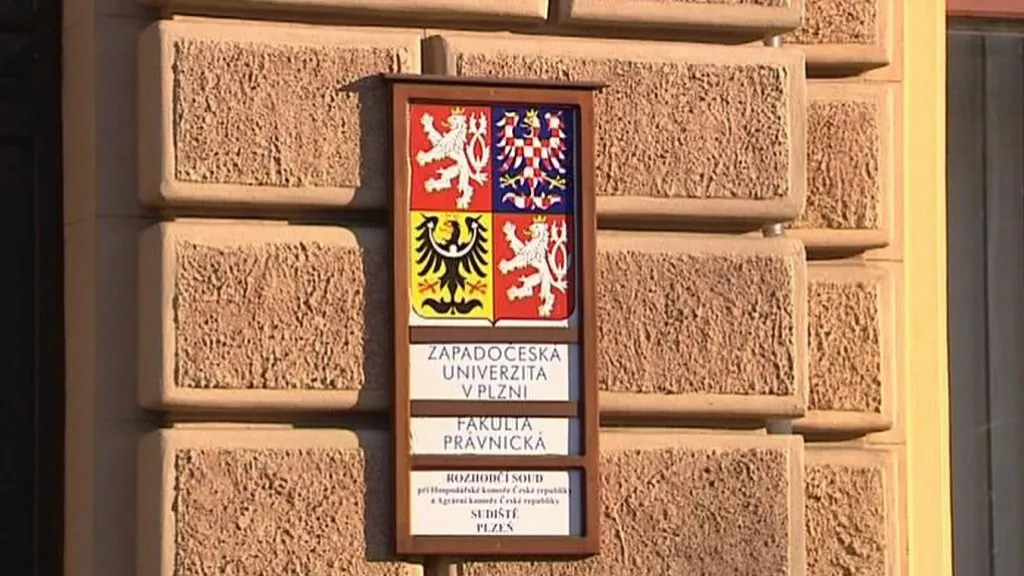 ZÁPADOČESKÁ
UNIVERZITA
V PLZNI
FAKULTA
PRÁVNICKÁ
ROZHODČÍ SOUD
při Hospodářské komoře České republiky
a Agrární komoře České republiky
SUDIŠTĚ
PLZEŇ